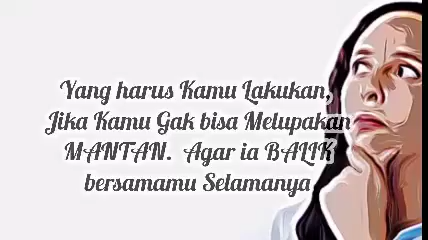 Yang harus Kamu Lakukan,
Jika Kamu Gak bisa Melupakan
MANTAN. Agar ia BALIK
bersamamu Selamanya